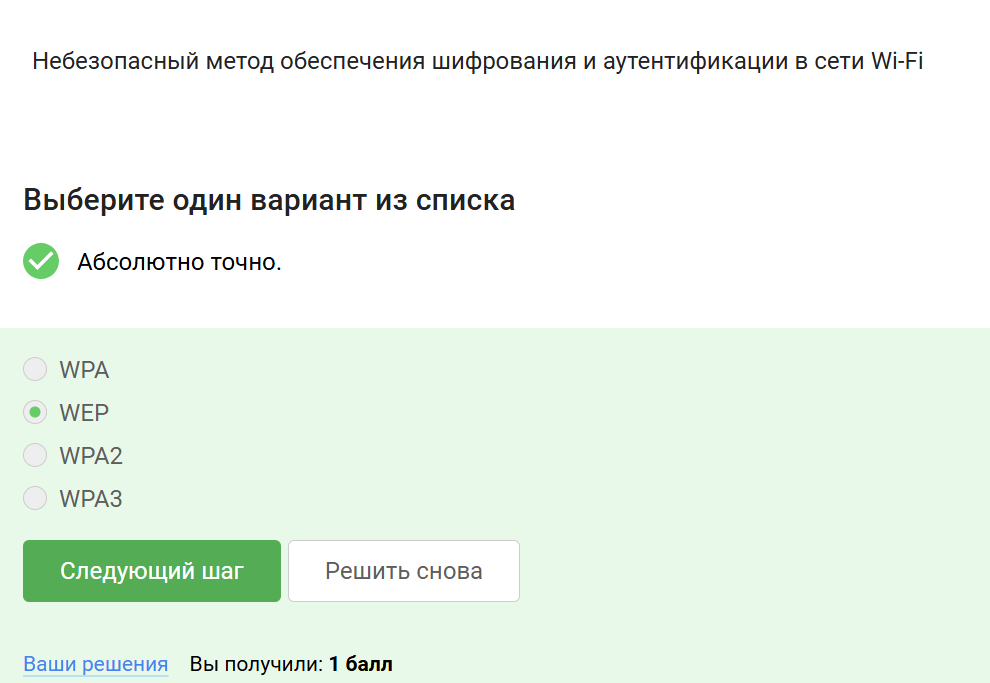 Небезопасный метод обеспечения шифрования и аутентификации в сети Wi-Fi
Выберите один вариант из списка
Абсолютно точно.
WPA
WEP
WPA2
WPA3
Следующий шаг
Решить снова
Ваши решения Вы получили: 1 балл